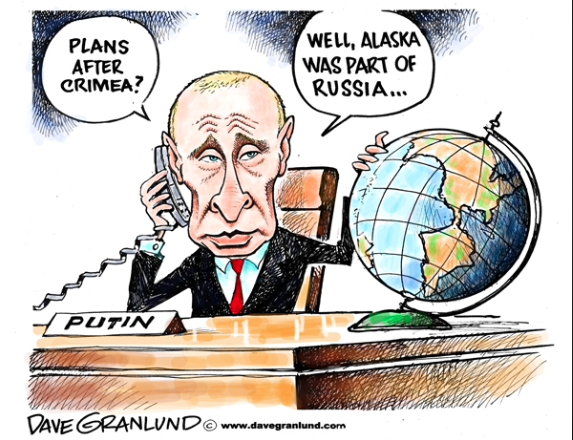 PLANS
AFTER
CRIMEA?
WELL, ALASKA
WAS PART OF
RUSSIA...
PUTIN
DAVE GRANLUND © www.davegranlund.com